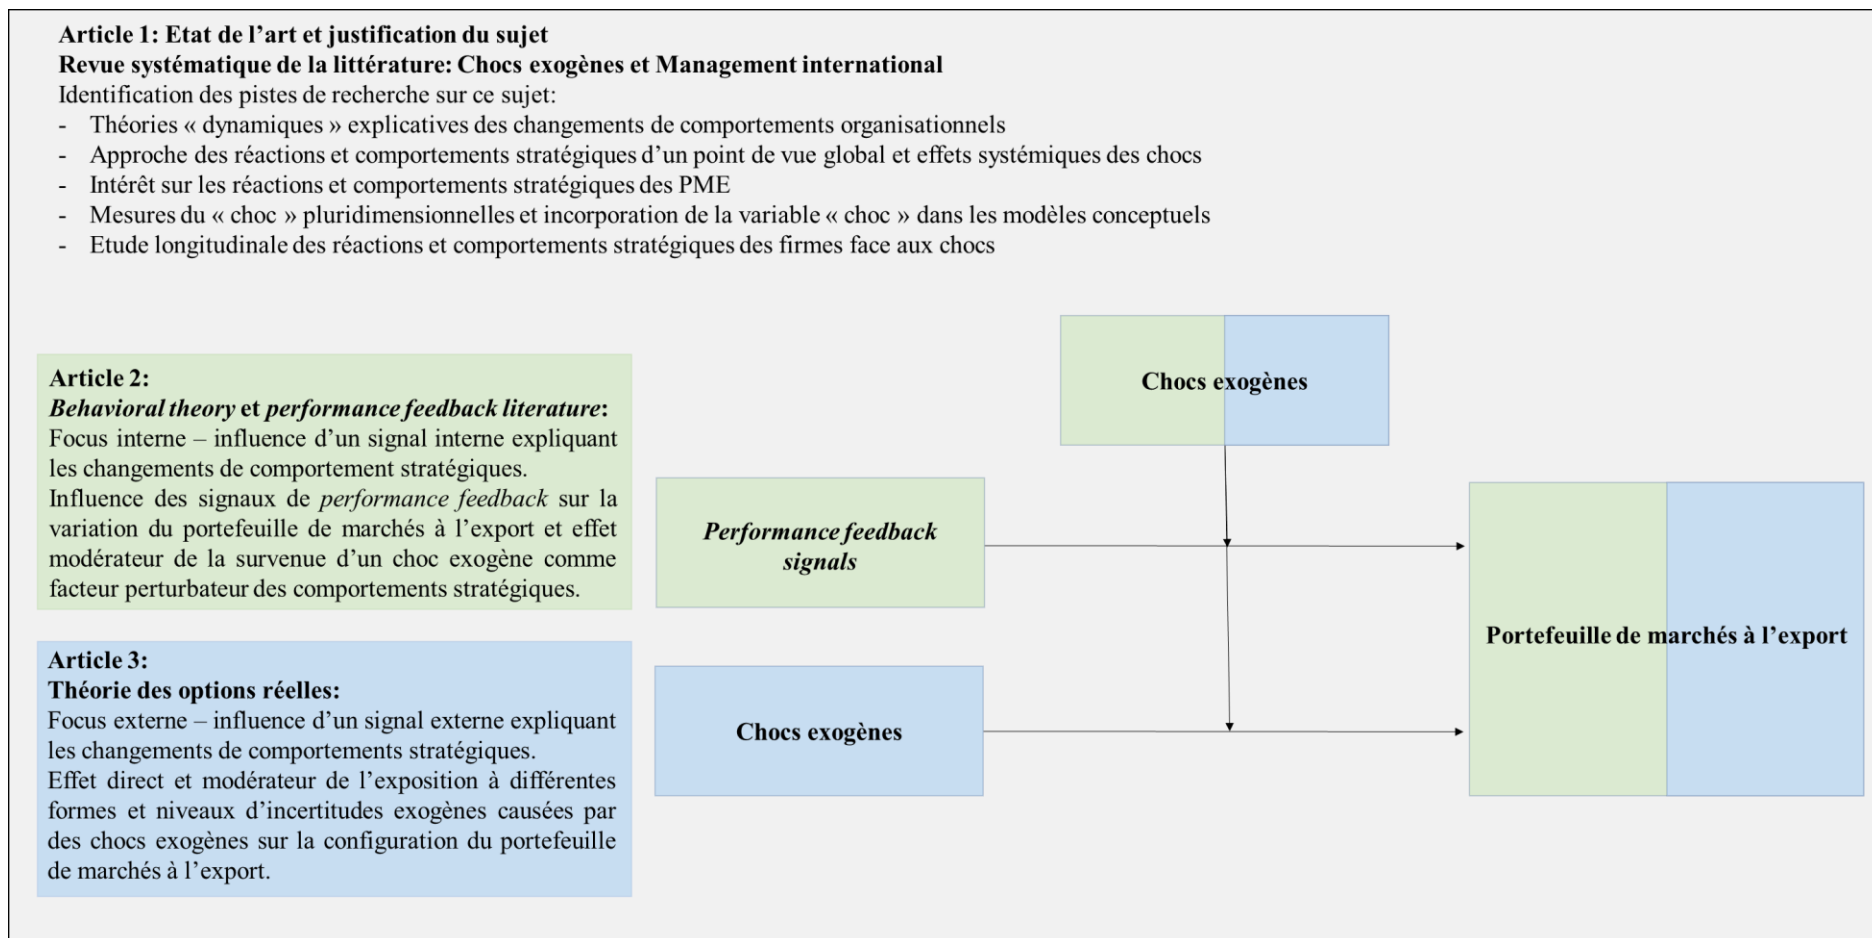 Article 1: Etat de l’art et justification du sujet
Revue systématique de la littérature: Chocs exogènes et Management international
Identification des pistes de recherche sur ce sujet:
- Théories « dynamiques » explicatives des changements de comportements organisationnels
- Approche des réactions et comportements stratégiques d’un point de vue global et effets systémiques des chocs
- Intérêt sur les réactions et comportements stratégiques des PME
- Mesures du « choc » pluridimensionnelles et incorporation de la variable « choc » dans les modèles conceptuels
- Etude longitudinale des réactions et comportements stratégiques des firmes face aux chocs
Article 2:
Behavioral theory et performance feedback literature:
Focus interne – influence d’un signal interne expliquant
les changements de comportement stratégiques.
Influence des signaux de performance feedback sur la
variation du portefeuille de marchés à l’export et effet
modérateur de la survenue d’un choc exogène comme
facteur perturbateur des comportements stratégiques.
Article 3:
Théorie des options réelles:
Focus externe – influence d’un signal externe expliquant
les changements de comportements stratégiques.
Effet direct et modérateur de l’exposition à différentes
formes et niveaux d’incertitudes exogènes causées par
des chocs exogènes sur la configuration du portefeuille
de marchés à l’export.
Chocs exogènes
Performance feedback
signals
Chocs exogènes
Portefeuille de marchés à l’export